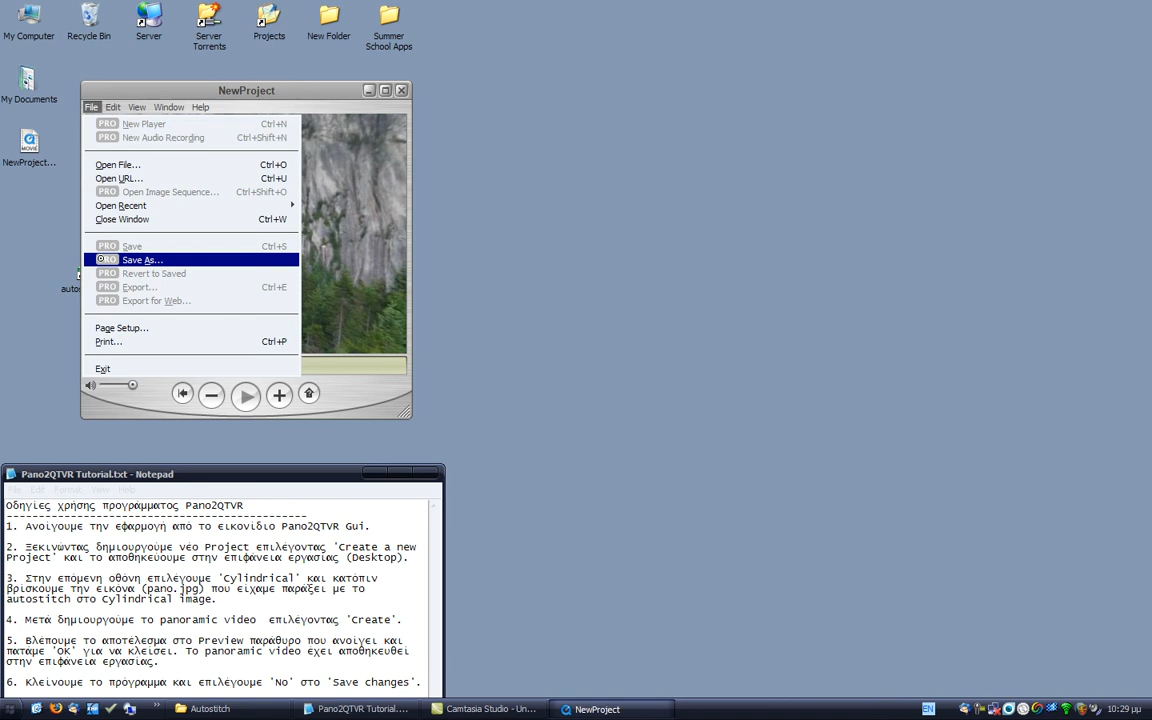 My Computer
Recycle Bin
Server
Server
Torrents
Projects
New Folder
Summer
School Apps
My Documents
MOVIE
NewProject...
NewProject
File Edit View Window Help
PRO New Player Ctrl+N
PRO New Audio Recording Ctrl+Shift+N
Open File... Ctrl+O
Open URL... Ctrl+U
PRO Open Image Sequence... Ctrl+Shift+O
Open Recent
Close Window Ctrl+W
PRO Save Ctrl+S
PRO Save As...
PRO Revert to Saved
PRO Export... Ctrl+E
PRO Export for Web...
Page Setup...
Print... Ctrl+P
Exit
Pano2QTVR Tutorial.txt - Notepad
File Edit Format View Help
Οδηγίες χρήσης προγράμματος Pano2QTVR
---------------------------------------------
1. Ανοίγουμε την εφαρμογή από το εικονίδιο Pano2QTVR Gui.
2. Ξεκινώντας δημιουργούμε νέο Project επιλέγοντας 'Create a new
Project' και το αποθηκεύουμε στην επιφάνεια εργασίας (Desktop).
3. Στην επόμενη οθόνη επιλέγουμε 'Cylindrical' και κατόπιν
βρίσκουμε την εικόνα (pano.jpg) που είχαμε παράξει με το
autostitch στο Cylindrical image.
4. Μετά δημιουργούμε το panoramic video  επιλέγοντας 'Create'.
5. Βλέπουμε το αποτέλεσμα στο Preview παράθυρο που ανοίγει και
πατάμε 'OK' για να κλείσει. Το panoramic video έχει αποθηκευθεί
στην επιφάνεια εργασίας.
6. Κλείνουμε το πρόγραμμα και επιλέγουμε 'No' στο 'Save changes'.
Autostitch
Pano2QTVR Tutorial....
Camtasia Studio - Un...
NewProject
EN
10:29 μμ